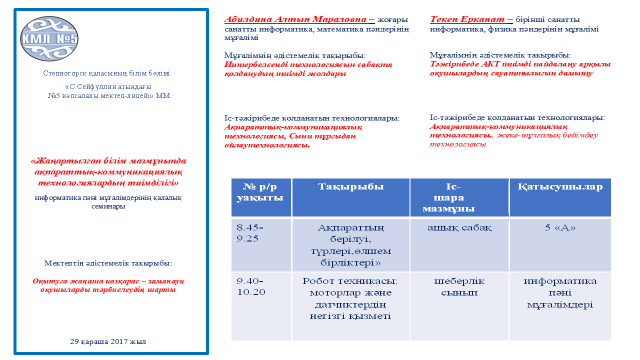 КМЛ №5
Степногорск қаласының білім бөлімі
«С.Сейфуллин атындағы
№5 көпсалалы мектеп-лицейі» ММ
«Жаңартылған білім мазмұнында
ақпараттық-коммуникациялық
технологиялардың тиімділігі»
информатика пәні мұғалімдерінің қалалық
семинары
Мектептің әдістемелік тақырыбы:
Оқытуға жаңаша көзқарас – заманауи
оқушыларды тәрбиелеудің шарты
29 қараша 2017 жыл
Абилдина Алтын Мараловна – жоғары
санатты информатика, математика пәндерінің
мұғалімі
Мұғалімнің әдістемелік тақырыбы:
Интербелсенді технологиясын сабақта
қолданудың тиімді жолдары
Іс-тәжірибеде қолданатын технологиялары:
Ақпараттық-коммуникациялық
технологиясы, Сын тұрғыдан
ойлаутехнологиясы.
Текен Ерканат – бірінші санатты
информатика, физика пәндерінің мұғалімі
Мұғалімнің әдістемелік тақырыбы:
Тәжірибеде АКТ тиімді пайдалану арқылы
оқушылардың сауаттылығын дамыту
Іс-тәжірибеде қолданатын технологиялары:
Ақпараттық-коммуникациялық
технологиясы., жеке-тұлғалық бейімдеу
технологиясы
№ р/р Тақырыбы Іс- Қатысушылар
уақыты шара
мазмұны
8.45- Ақпараттың ашық сабақ 5 «А»
9.25 берілуі,
түрлері,өлшем
бірліктері»
9.40- Робот техникасы: шеберлік информатика
10.20 моторлар және сынып пәні
датчиктердің мұғалімдері
негізгі қызметі